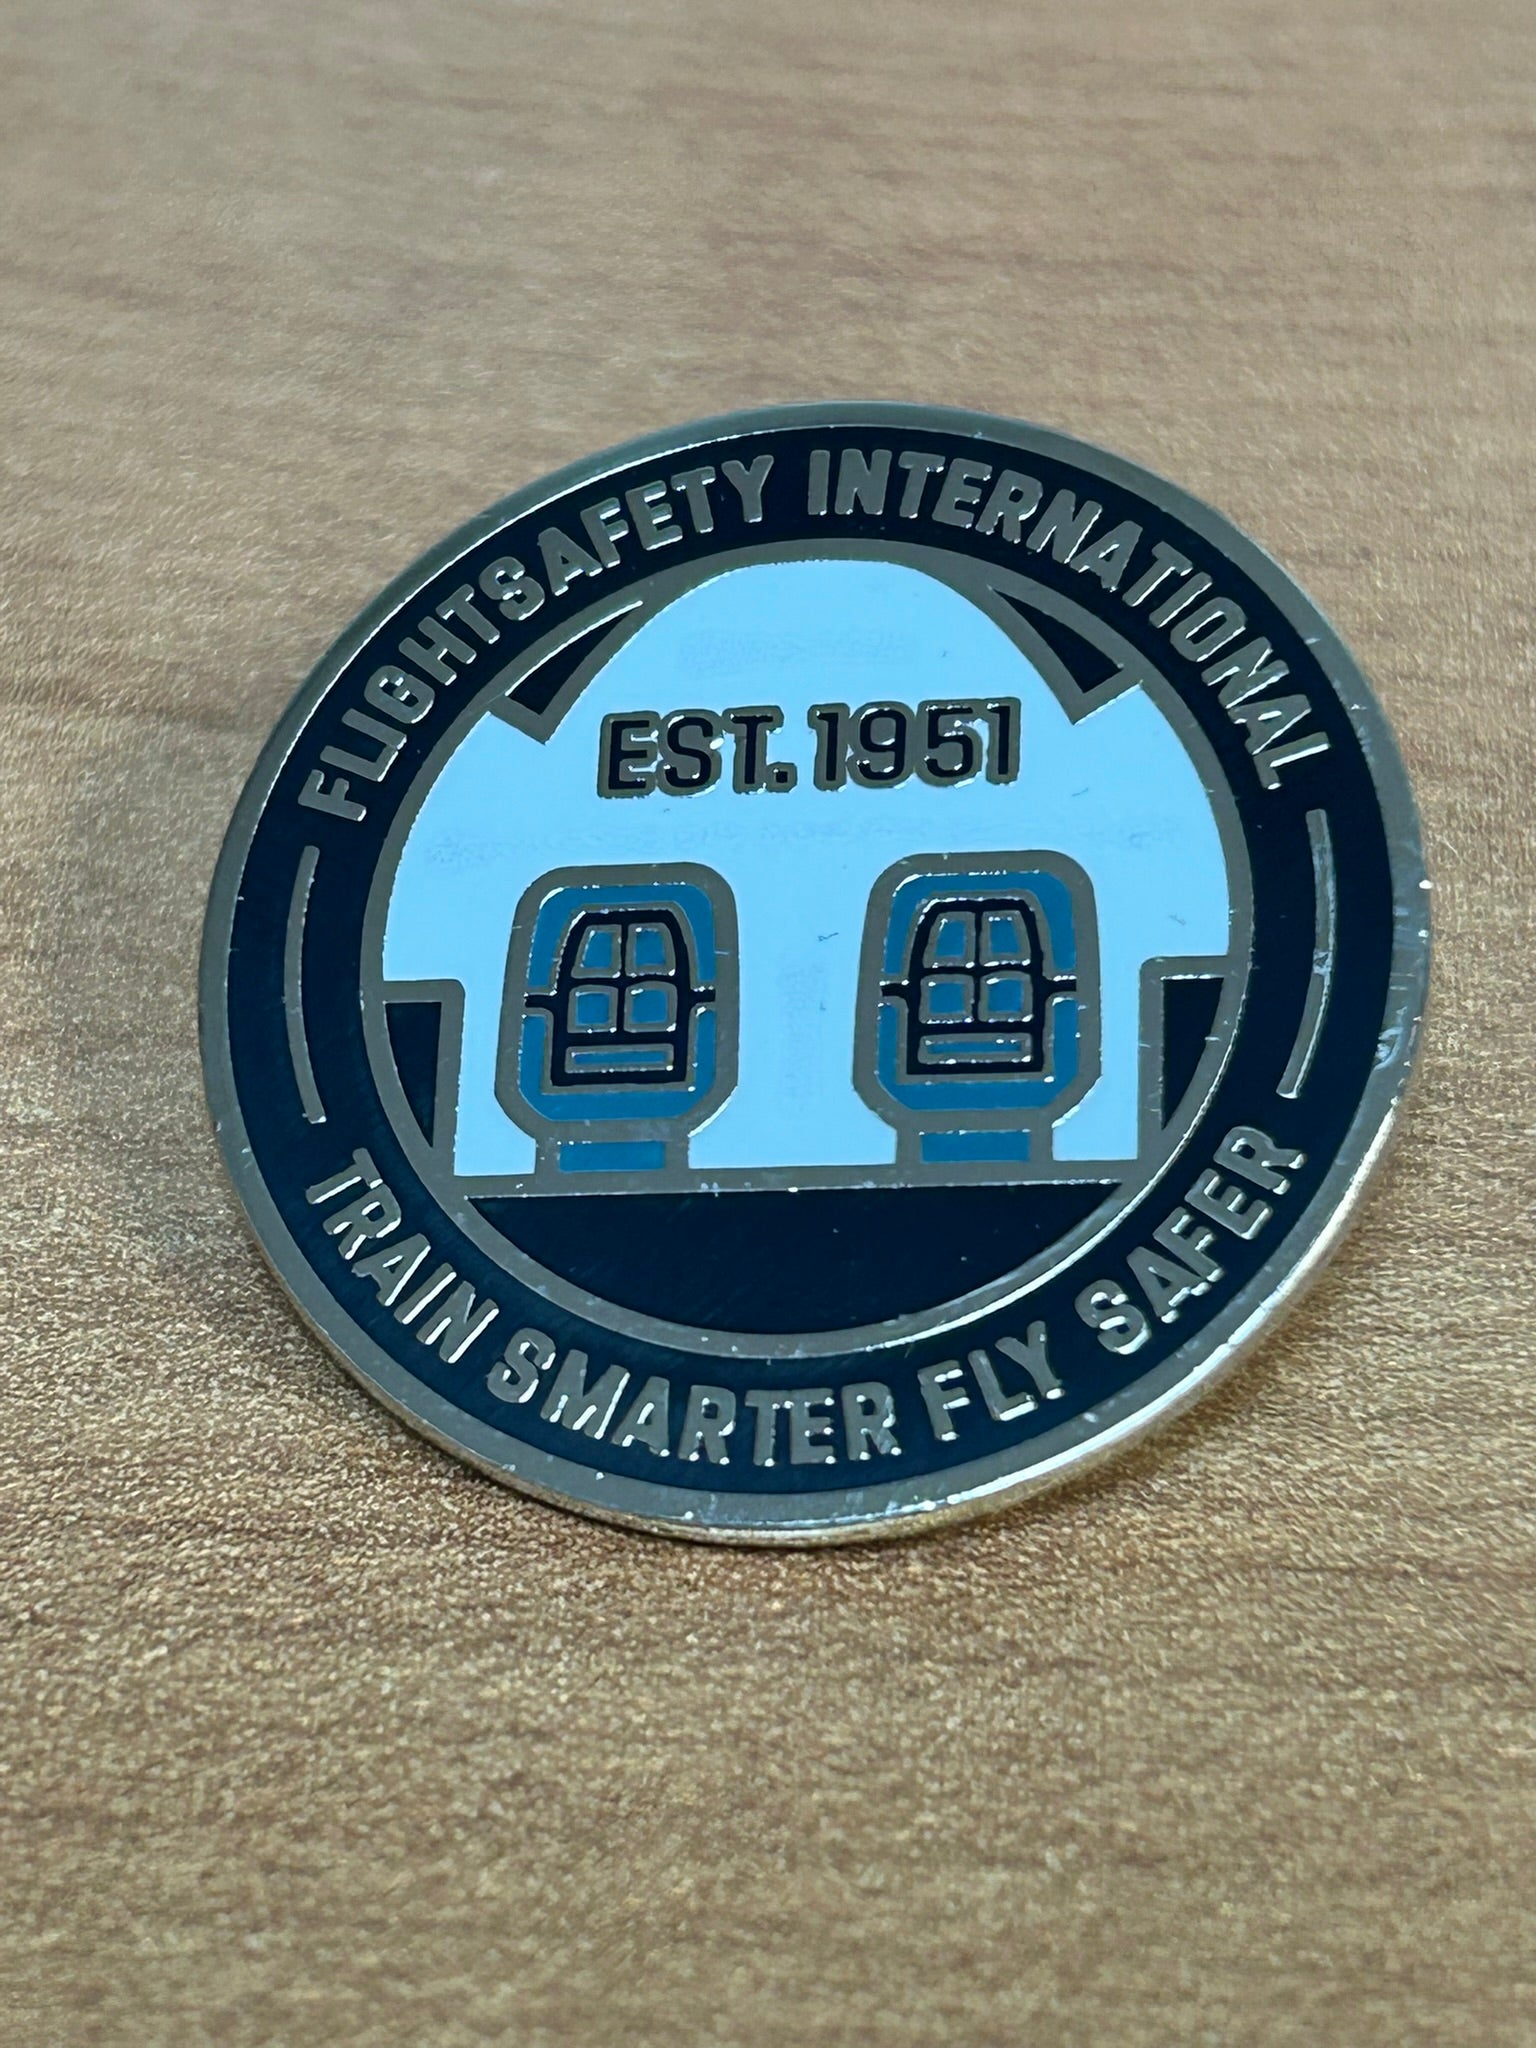 FLIGHTSAFETY INTERNATIONAL
EST. 1951
TRAIN SMARTER FLY SAFER